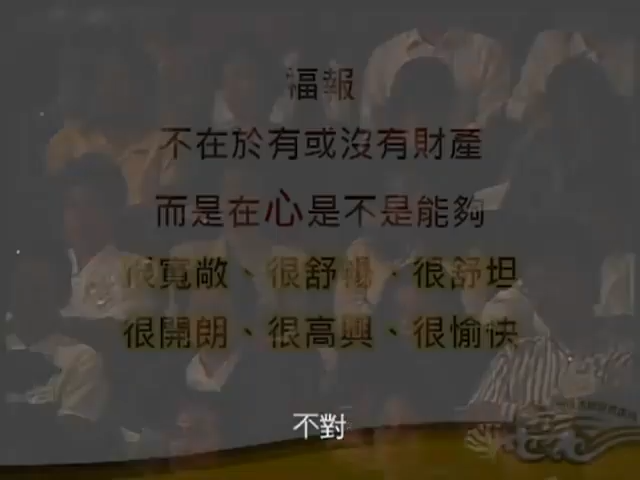 福報
不在於有或沒有財產
而是在心是不是能夠
很寬敞、很舒暢、很舒坦
很開朗、很高興、很愉快
不對